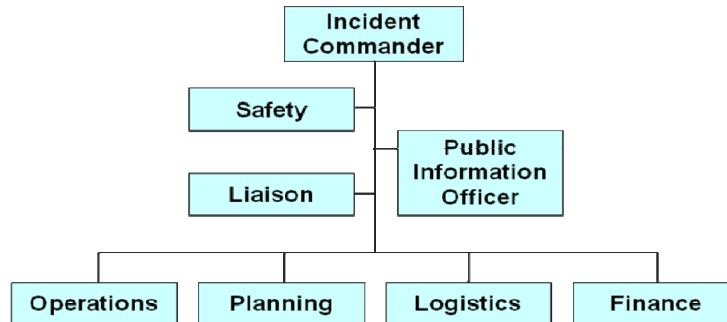 Incident
Commander
Safety
Public
Information
Officer
Liaison
Operations
Planning
Logistics
Finance